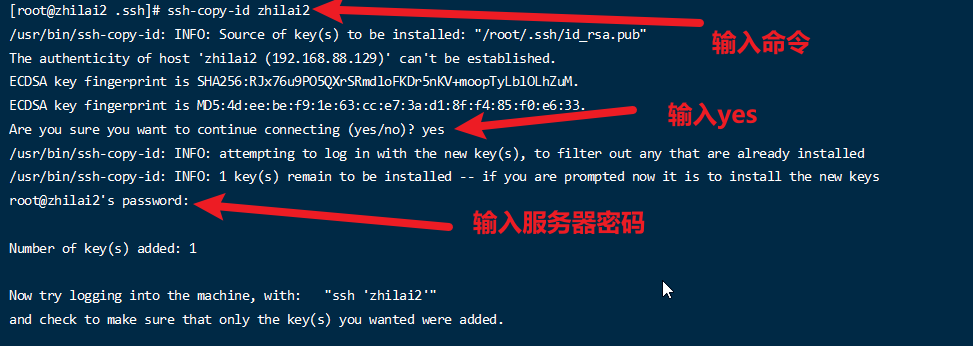 [root@zhilai2 .ssh]# ssh-copy-id zhilai2
输入命令
/usr/bin/ssh-copy-id: INFO: Source of key(s) to be installed: "/root/.ssh/id_rsa.pub"
The authenticity of host 'zhilai2 (192.168.88.129)' can't be established.
ECDSA key fingerprint is SHA256:RJx76u9PO5QXrSRmdloFKDr5nKV+moopTyLblOLhZuM.
ECDSA key fingerprint is MD5:4d:ee:be:f9:1e:63:cc:e7:3a:d1:8f:f4:85:f0:e6:33.
Are you sure you want to continue connecting (yes/no)? yes
输入yes
/usr/bin/ssh-copy-id: INFO: attempting to log in with the new key(s), to filter out any that are already installed
/usr/bin/ssh-copy-id: INFO: 1 key(s) remain to be installed -- if you are prompted now it is to install the new keys
root@zhilai2's password:
输入服务器密码
Number of key(s) added: 1
Now try logging into the machine, with:   "ssh 'zhilai2'"
and check to make sure that only the key(s) you wanted were added.